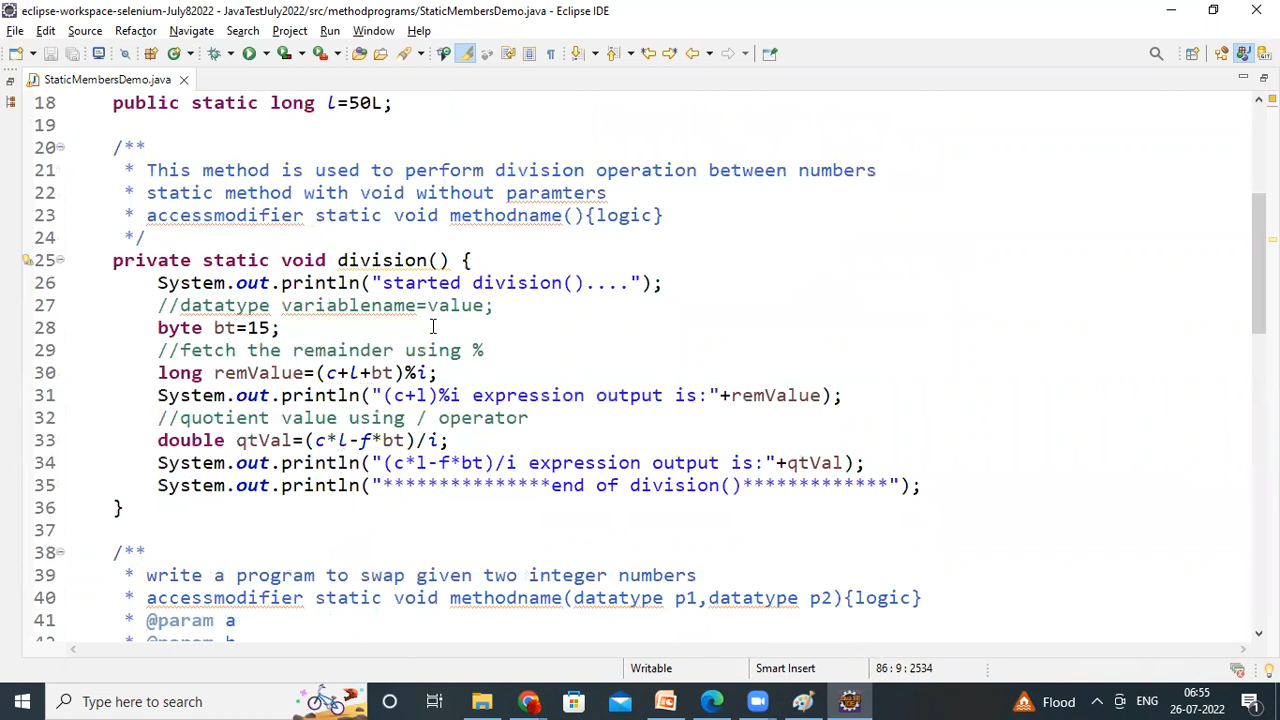 eclipse-workspace-selenium-July82022 - JavaTestJuly2022/src/methodprograms/StaticMembersDemo.java - Eclipse IDE
File Edit Source Refactor Navigate Search Project Run Window Help
StaticMembersDemo.java
18 public static long l=50L;
19
20 /**
21 * This method is used to perform division operation between numbers
22 * static method with void without paramters
23 * accessmodifier static void methodname(){logic}
24 */
25 private static void division() {
26 System.out.println("started division()....");
27 //datatype variablename=value;
28 byte bt=15;
29 //fetch the remainder using %
30 long remValue=(c+l+bt)%i;
31 System.out.println("(c+l)%i expression output is:"+remValue);
32 //quotient value using / operator
33 double qtVal=(c*l-f*bt)/i;
34 System.out.println("(c*l-f*bt)/i expression output is:"+qtVal);
35 System.out.println("***************end of division()*************");
36 }
37
38 /**
39 * write a program to swap given two integer numbers
40 * accessmodifier static void methodname(datatype p1,datatype p2){logic}
41 * @param a
Writable Smart Insert 86 : 9 : 2534
Type here to search
Flood ENG 06:55
26-07-2022